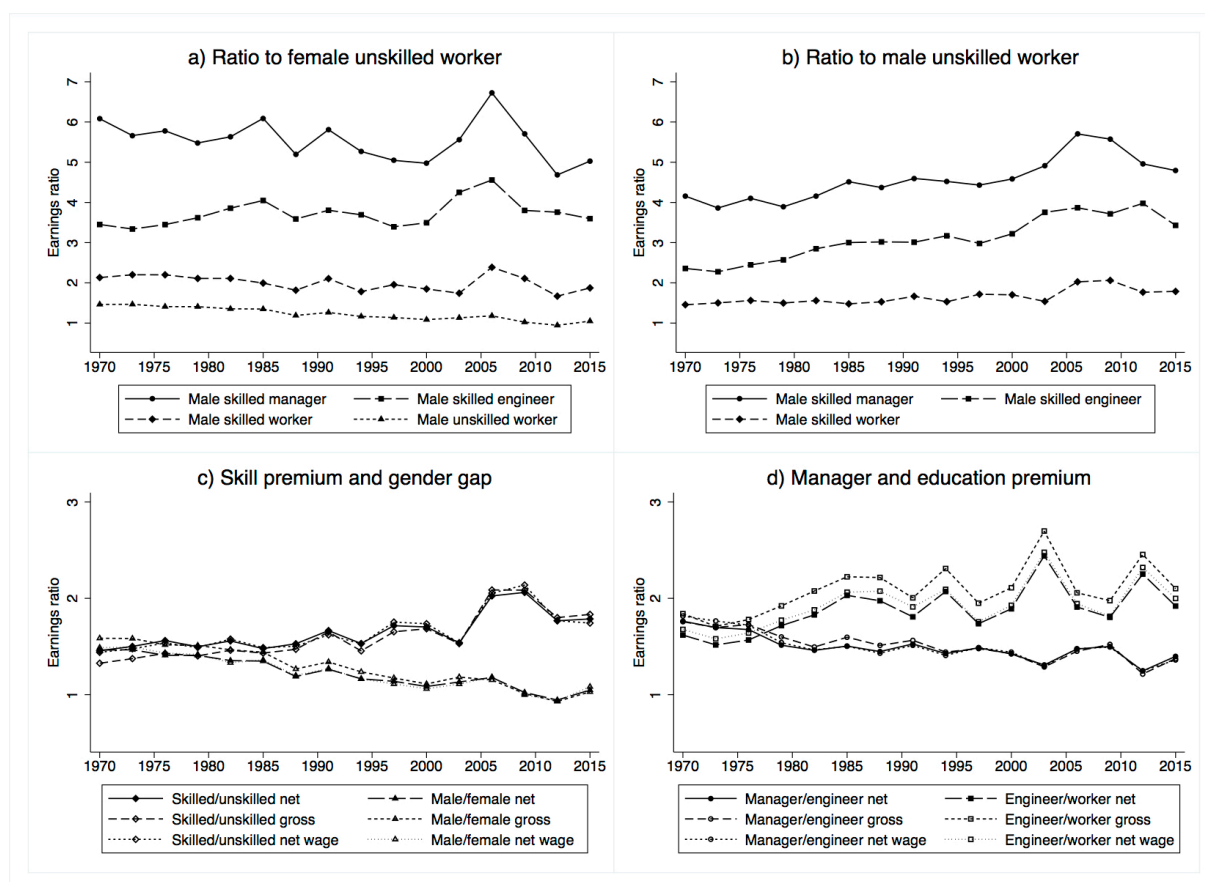 a) Ratio to female unskilled worker
Earnings ratio
7
6
5
4
3
2
1
1970 1975 1980 1985 1990 1995 2000 2005 2010 2015
Male skilled manager Male skilled engineer
Male skilled worker Male unskilled worker
b) Ratio to male unskilled worker
Earnings ratio
7
6
5
4
3
2
1
1970 1975 1980 1985 1990 1995 2000 2005 2010 2015
Male skilled manager Male skilled engineer
Male skilled worker
c) Skill premium and gender gap
Earnings ratio
3
2
1
1970 1975 1980 1985 1990 1995 2000 2005 2010 2015
Skilled/unskilled net Male/female net
Skilled/unskilled gross Male/female gross
Skilled/unskilled net wage Male/female net wage
d) Manager and education premium
Earnings ratio
3
2
1
1970 1975 1980 1985 1990 1995 2000 2005 2010 2015
Manager/engineer net Engineer/worker net
Manager/engineer gross Engineer/worker gross
Manager/engineer net wage Engineer/worker net wage